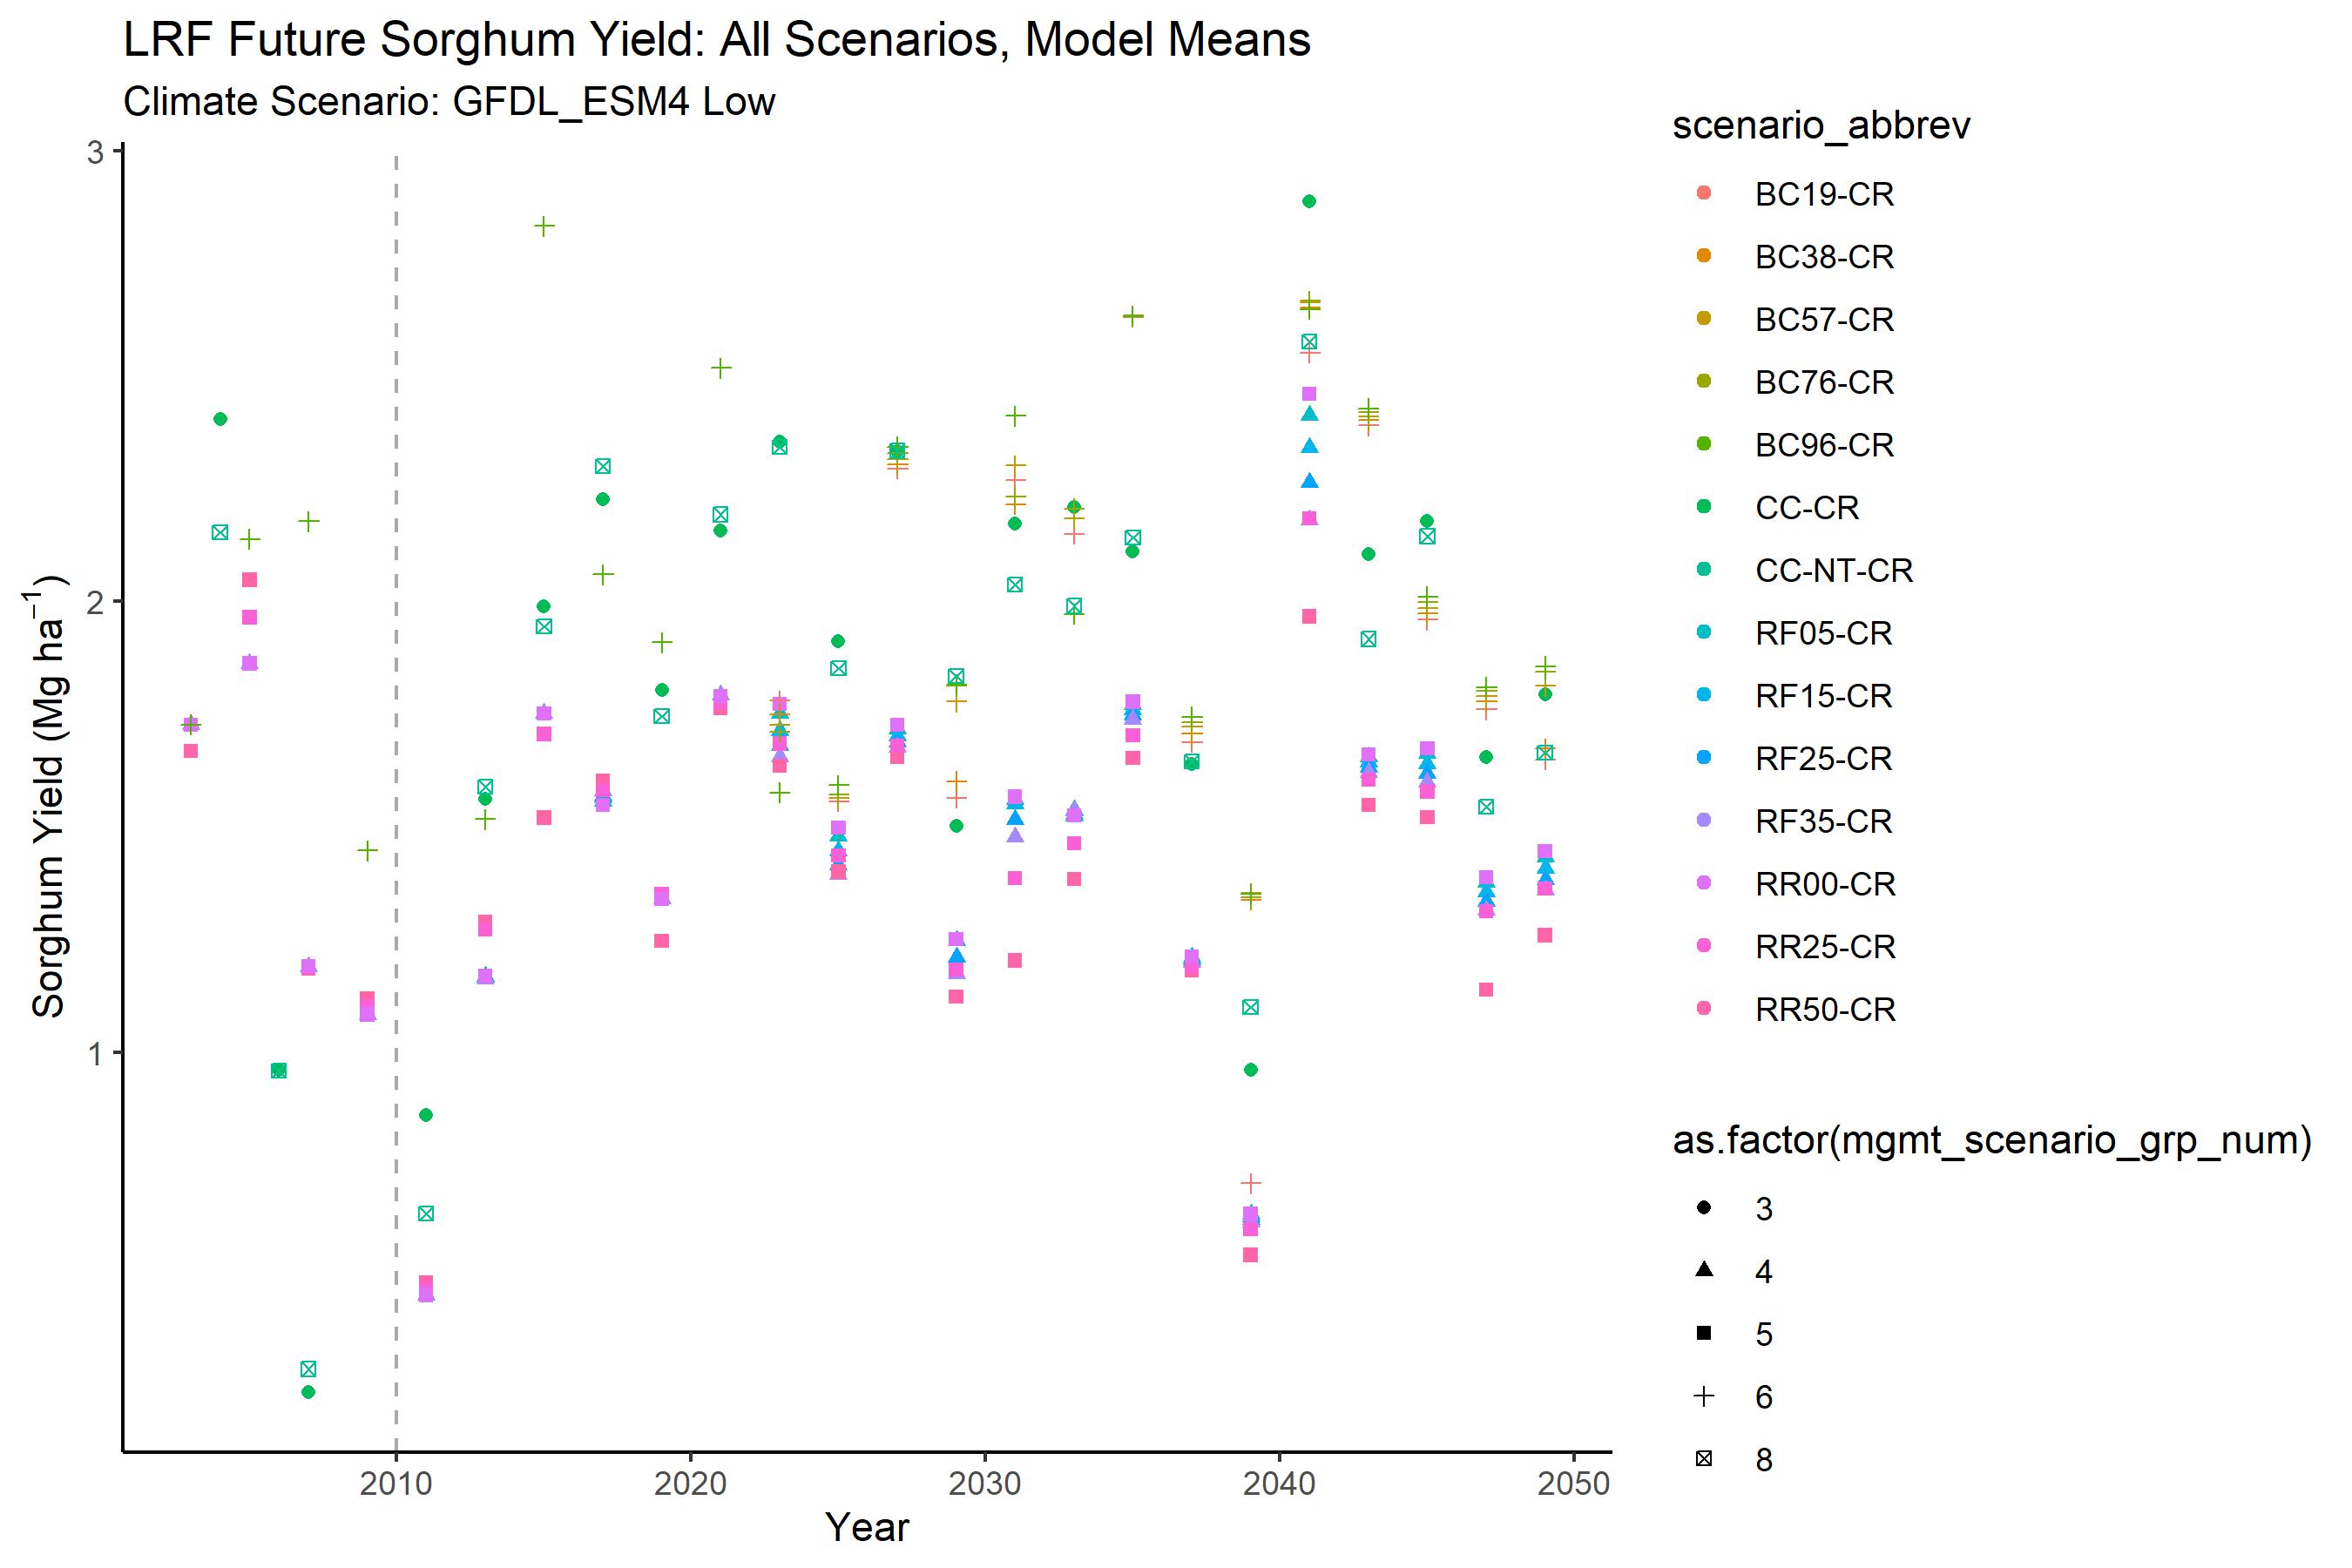 LRF Future Sorghum Yield: All Scenarios, Model Means
Climate Scenario: GFDL_ESM4 Low
Sorghum Yield (Mg ha⁻¹)
3
2
1
2010
2020
2030
2040
2050
Year
scenario_abbrev
BC19-CR
BC38-CR
BC57-CR
BC76-CR
BC96-CR
CC-CR
CC-NT-CR
RF05-CR
RF15-CR
RF25-CR
RF35-CR
RR00-CR
RR25-CR
RR50-CR
as.factor(mgmt_scenario_grp_num)
3
4
5
6
8